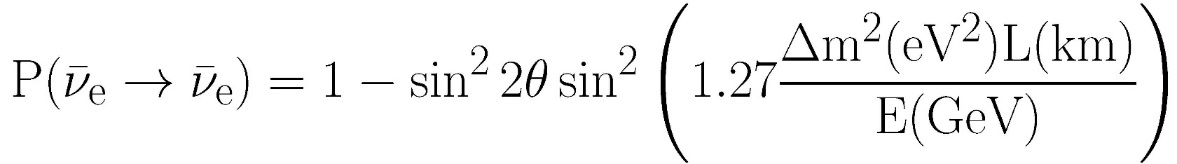 P(ν̄ₑ → ν̄ₑ) = 1 − sin² 2θ sin² (1.27 Δm²(eV²)L(km) / E(GeV))